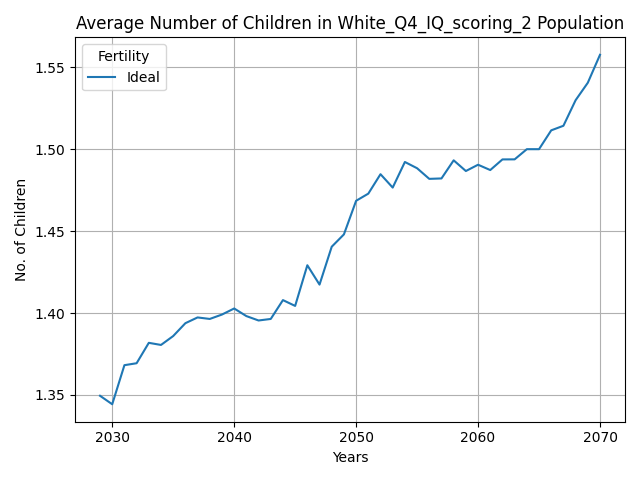 Average Number of Children in White_Q4_IQ_scoring_2 Population
Fertility
Ideal
No. of Children
1.55
1.50
1.45
1.40
1.35
2030 2040 2050 2060 2070
Years